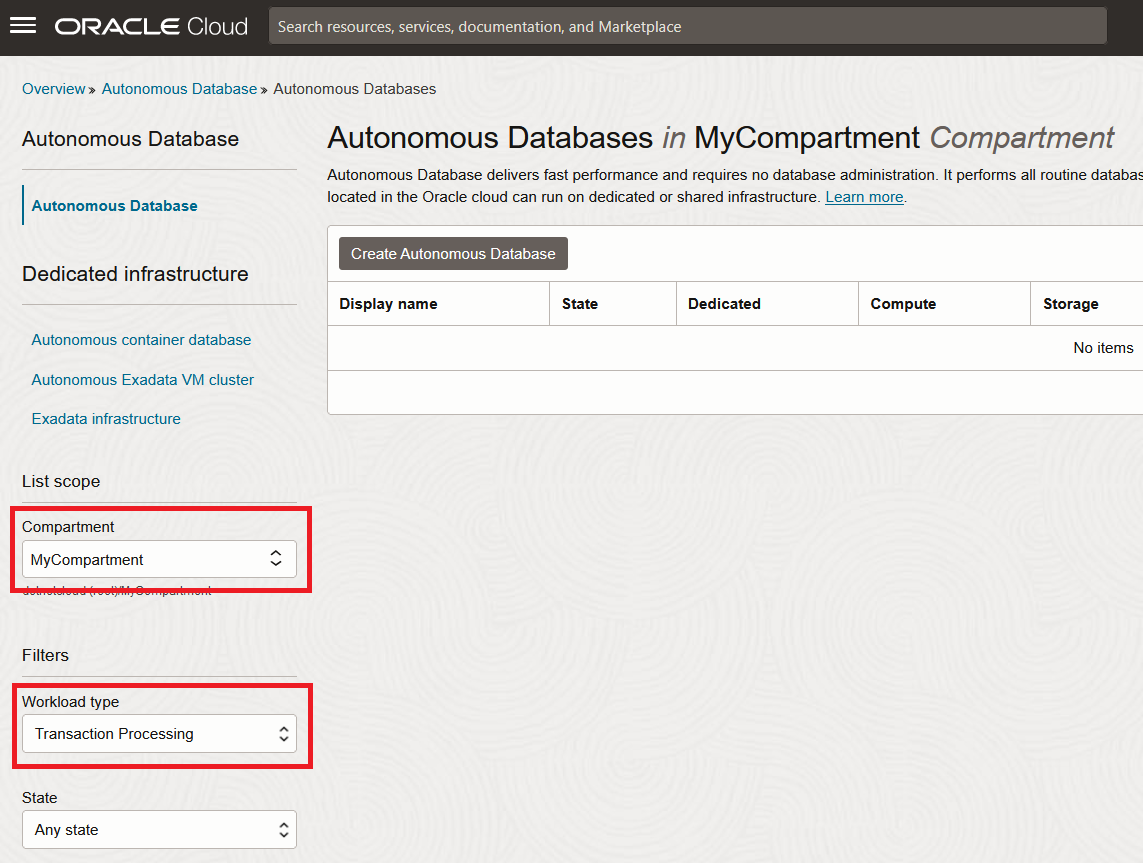 ORACLE Cloud
Search resources, services, documentation, and Marketplace
Overview » Autonomous Database » Autonomous Databases
Autonomous Database
Autonomous Database
Dedicated infrastructure
Autonomous container database
Autonomous Exadata VM cluster
Exadata infrastructure
List scope
Compartment
MyCompartment
(root)/MyCompartment
Filters
Workload type
Transaction Processing
State
Any state
Autonomous Databases in MyCompartment Compartment
Autonomous Database delivers fast performance and requires no database administration. It performs all routine databas
located in the Oracle cloud can run on dedicated or shared infrastructure. Learn more.
Create Autonomous Database
Display name State Dedicated Compute Storage
No items